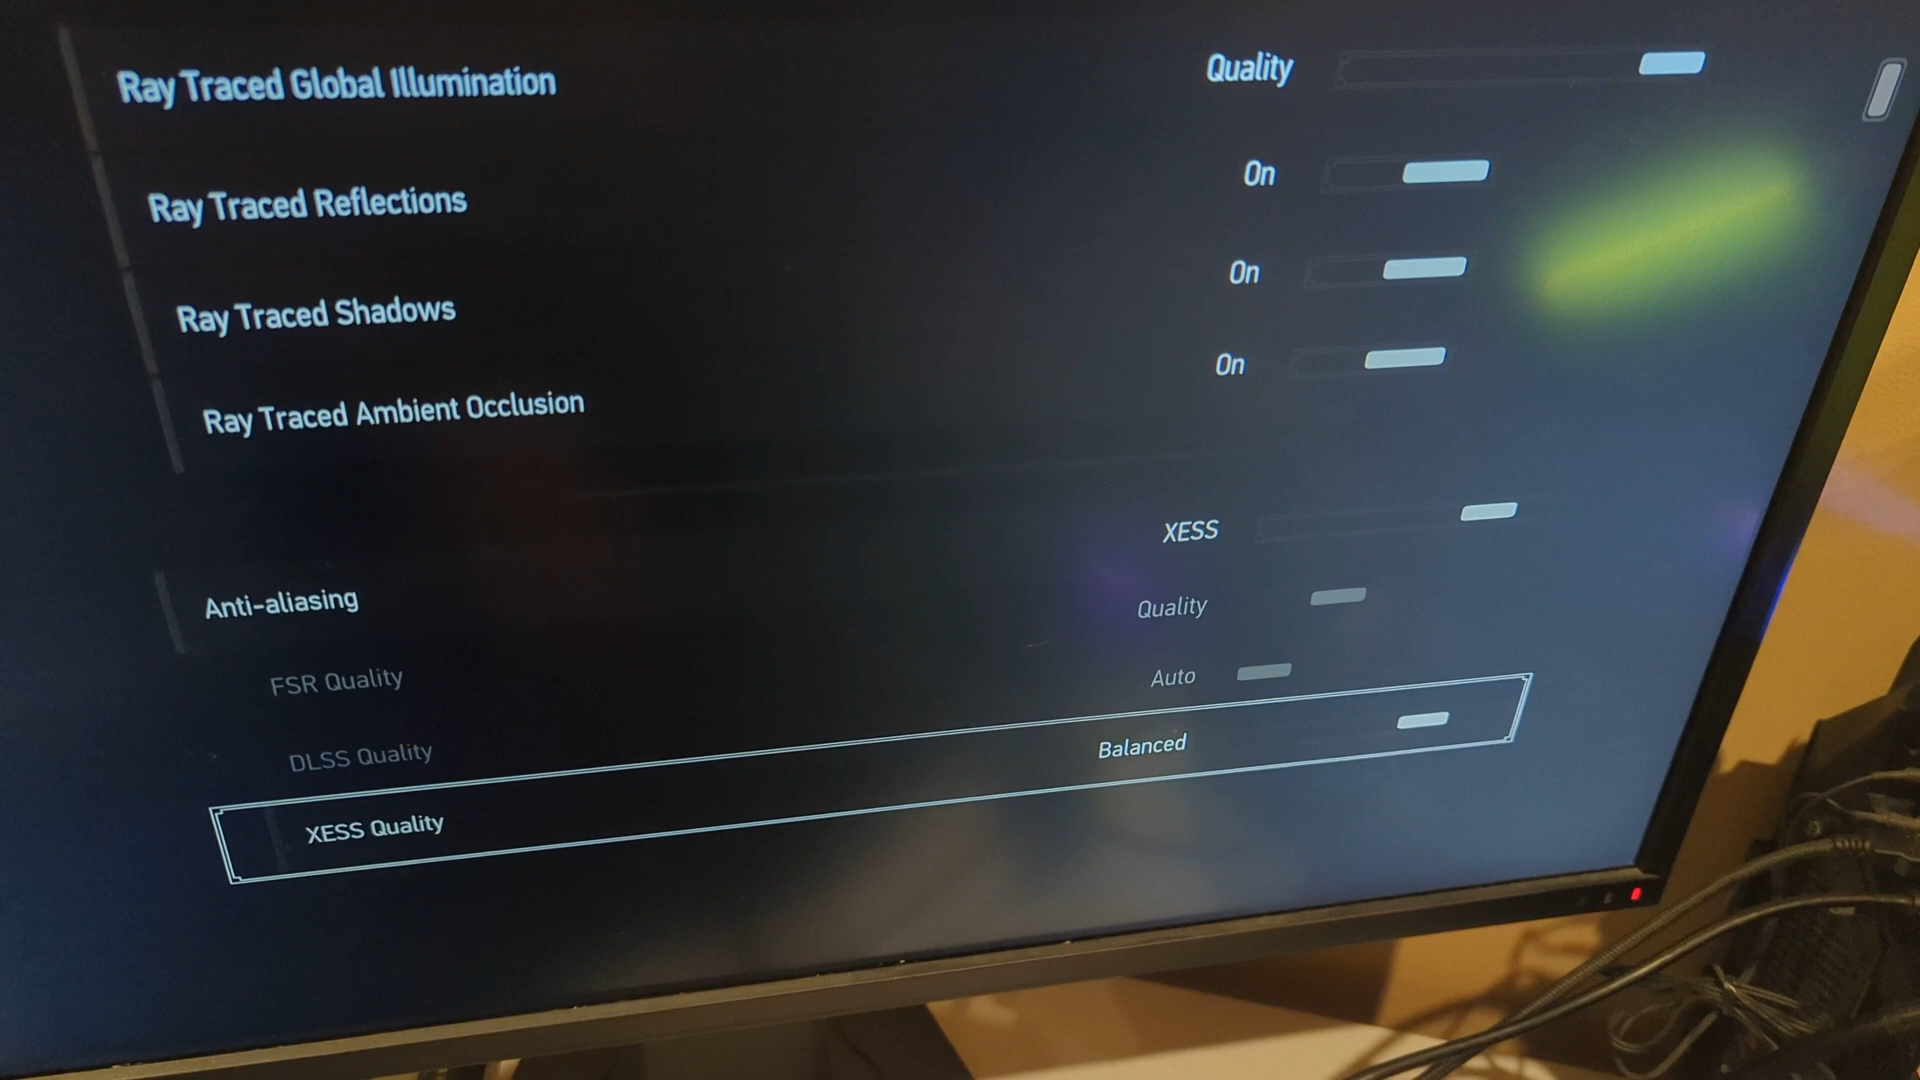 Ray Traced Global Illumination Quality
Ray Traced Reflections On
Ray Traced Shadows On
Ray Traced Ambient Occlusion On
Anti-aliasing XESS
FSR Quality Quality
DLSS Quality Auto
XESS Quality Balanced